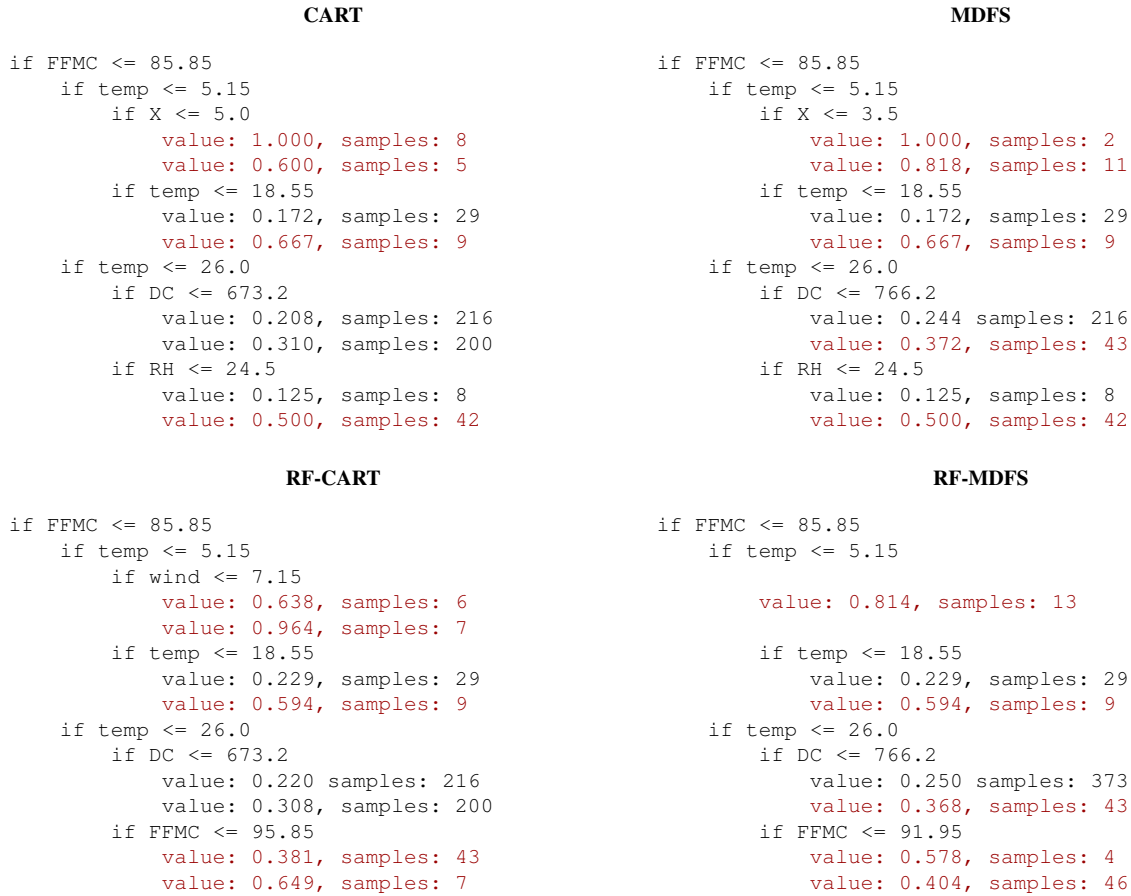 CART
if FFMC <= 85.85
    if temp <= 5.15
        if X <= 5.0
            value: 1.000, samples: 8
            value: 0.600, samples: 5
        if temp <= 18.55
            value: 0.172, samples: 29
            value: 0.667, samples: 9
    if temp <= 26.0
        if DC <= 673.2
            value: 0.208, samples: 216
            value: 0.310, samples: 200
        if RH <= 24.5
            value: 0.125, samples: 8
            value: 0.500, samples: 42
MDFS
if FFMC <= 85.85
    if temp <= 5.15
        if X <= 3.5
            value: 1.000, samples: 2
            value: 0.818, samples: 11
        if temp <= 18.55
            value: 0.172, samples: 29
            value: 0.667, samples: 9
    if temp <= 26.0
        if DC <= 766.2
            value: 0.244 samples: 216
            value: 0.372, samples: 43
        if RH <= 24.5
            value: 0.125, samples: 8
            value: 0.500, samples: 42
RF-CART
if FFMC <= 85.85
    if temp <= 5.15
        if wind <= 7.15
            value: 0.638, samples: 6
            value: 0.964, samples: 7
        if temp <= 18.55
            value: 0.229, samples: 29
            value: 0.594, samples: 9
    if temp <= 26.0
        if DC <= 673.2
            value: 0.220 samples: 216
            value: 0.308, samples: 200
        if FFMC <= 95.85
            value: 0.381, samples: 43
            value: 0.649, samples: 7
RF-MDFS
if FFMC <= 85.85
    if temp <= 5.15
        value: 0.814, samples: 13
        if temp <= 18.55
            value: 0.229, samples: 29
            value: 0.594, samples: 9
    if temp <= 26.0
        if DC <= 766.2
            value: 0.250 samples: 373
            value: 0.368, samples: 43
        if FFMC <= 91.95
            value: 0.578, samples: 4
            value: 0.404, samples: 46